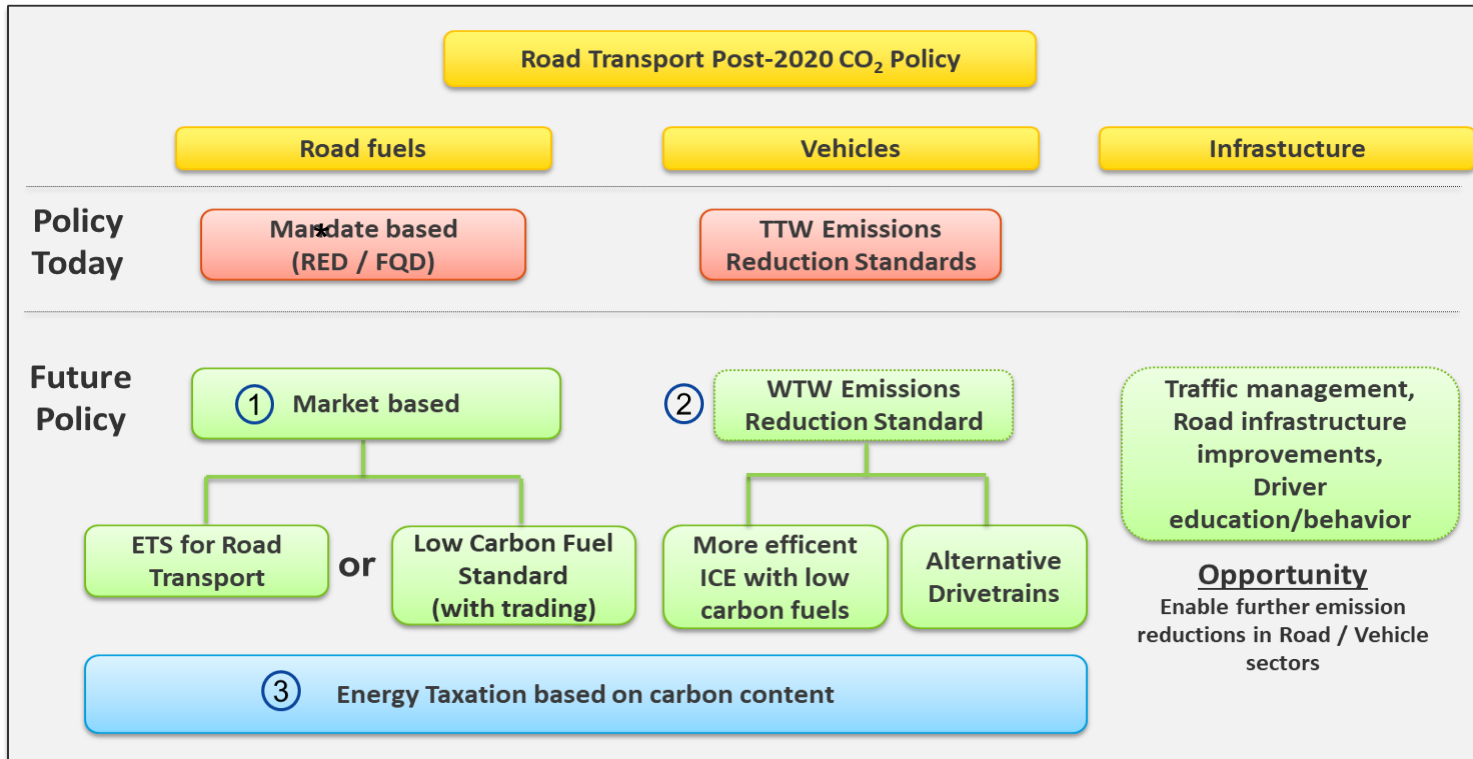 Road Transport Post-2020 CO₂ Policy
Road fuels
Vehicles
Infrastucture
Policy
Today
Mandate based
(RED / FQD)
*
TTW Emissions
Reduction Standards
Future
Policy
1 Market based
2 WTW Emissions
Reduction Standard
Traffic management,
Road infrastructure
improvements,
Driver
education/behavior
ETS for Road
Transport
or
Low Carbon Fuel
Standard
(with trading)
More efficent
ICE with low
carbon fuels
Alternative
Drivetrains
Opportunity
Enable further emission
reductions in Road / Vehicle
sectors
3 Energy Taxation based on carbon content